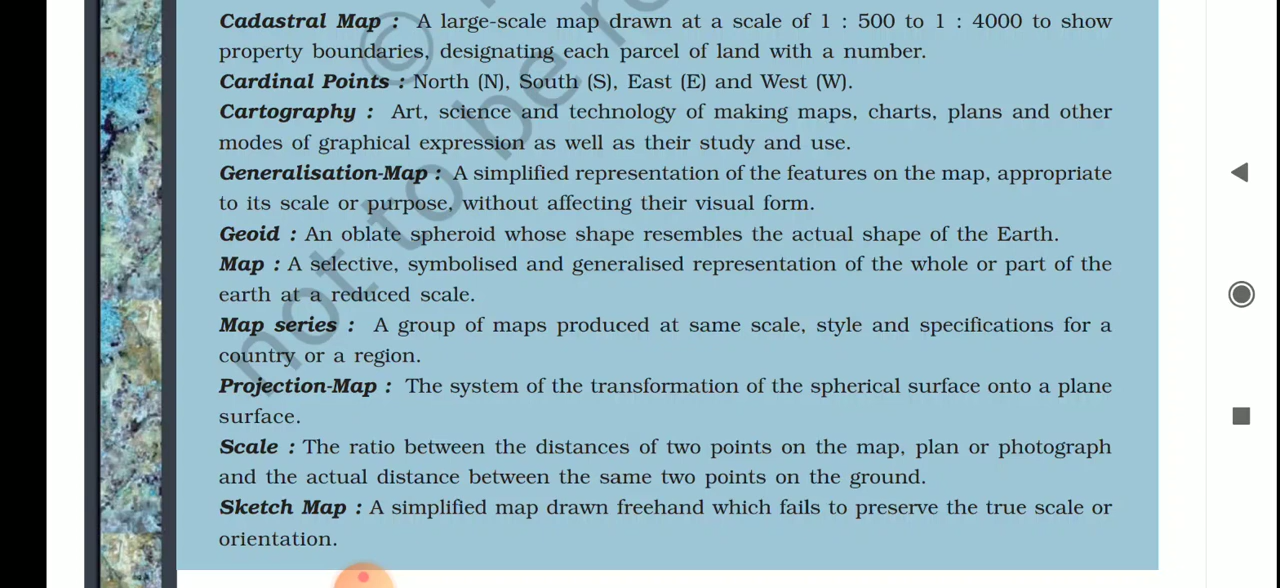 Cadastral Map : A large-scale map drawn at a scale of 1 : 500 to 1 : 4000 to show
property boundaries, designating each parcel of land with a number.
Cardinal Points : North (N), South (S), East (E) and West (W).
Cartography : Art, science and technology of making maps, charts, plans and other
modes of graphical expression as well as their study and use.
Generalisation-Map : A simplified representation of the features on the map, appropriate
to its scale or purpose, without affecting their visual form.
Geoid : An oblate spheroid whose shape resembles the actual shape of the Earth.
Map : A selective, symbolised and generalised representation of the whole or part of the
earth at a reduced scale.
Map series : A group of maps produced at same scale, style and specifications for a
country or a region.
Projection-Map : The system of the transformation of the spherical surface onto a plane
surface.
Scale : The ratio between the distances of two points on the map, plan or photograph
and the actual distance between the same two points on the ground.
Sketch Map : A simplified map drawn freehand which fails to preserve the true scale or
orientation.
©
not to be re